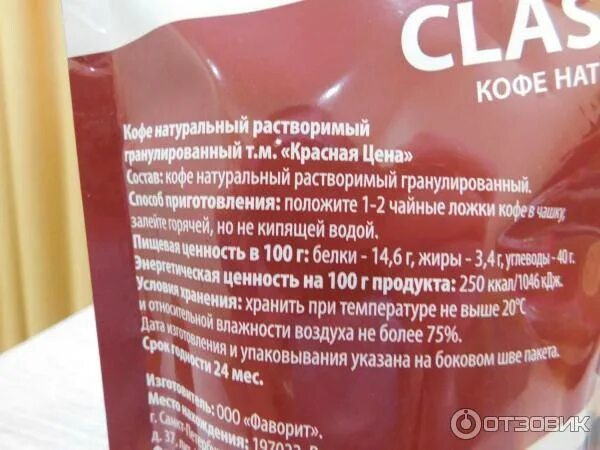 CLAS
КОФЕ НАТ
Кофе натуральный растворимый
гранулированный т.м. «Красная Цена»
Состав: кофе натуральный растворимый гранулированный.
Способ приготовления: положите 1-2 чайные ложки кофе в чашку,
залейте горячей, но не кипящей водой.
Пищевая ценность в 100 г: белки - 14,6 г, жиры - 3,4 г, углеводы - 40 г.
Энергетическая ценность на 100 г продукта: 250 ккал/1046 кДж.
Условия хранения: хранить при температуре не выше 20°С
и относительной влажности воздуха не более 75%.
Дата изготовления и упаковывания указана на боковом шве пакета.
Срок годности 24 мес.
Изготовитель: ООО «Фаворит».
Место нахождения: 197022, Р
г. Санкт-Петербу
д. 37, ли
ОТЗОВИК